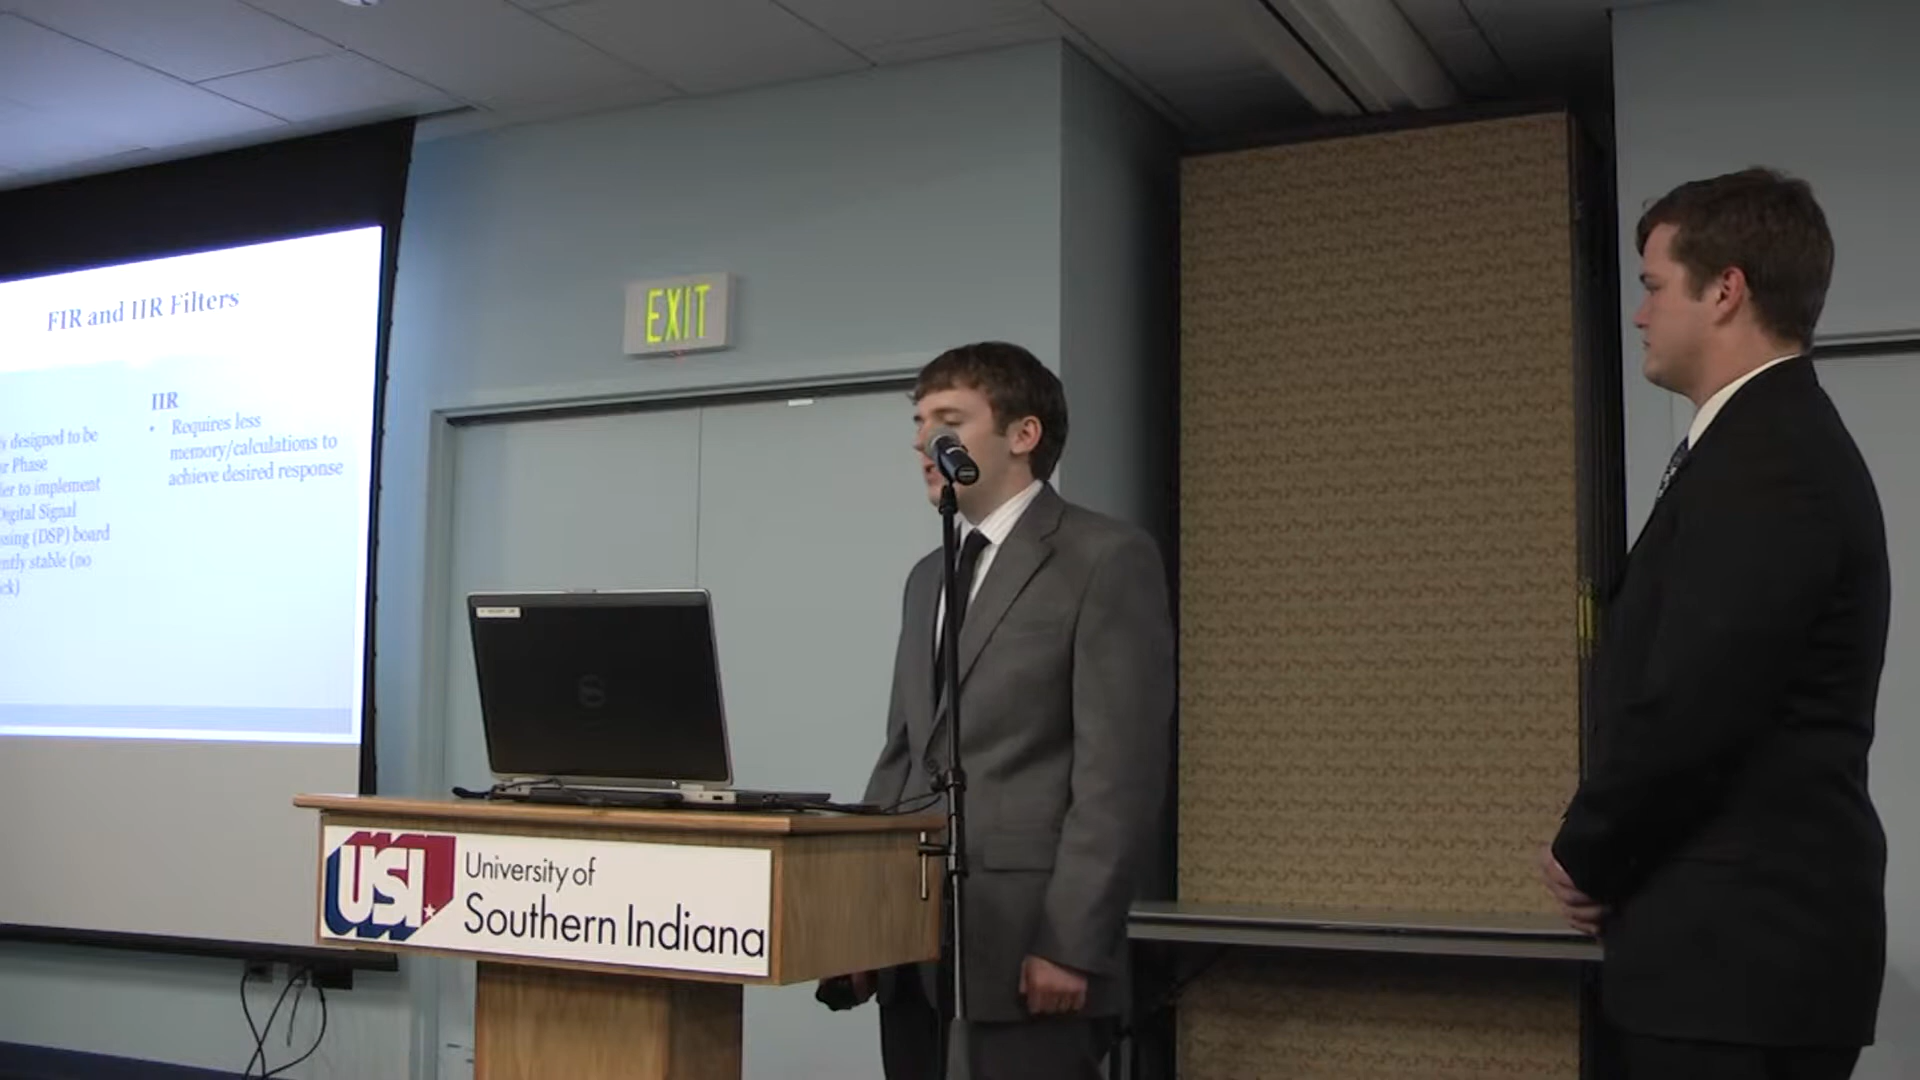 FIR and IIR Filters
designed to be
Phase
to implement
Digital Signal
(DSP) board
stable (no
IIR
• Requires less
memory/calculations to
achieve desired response
EXIT
USI
University of
Southern Indiana